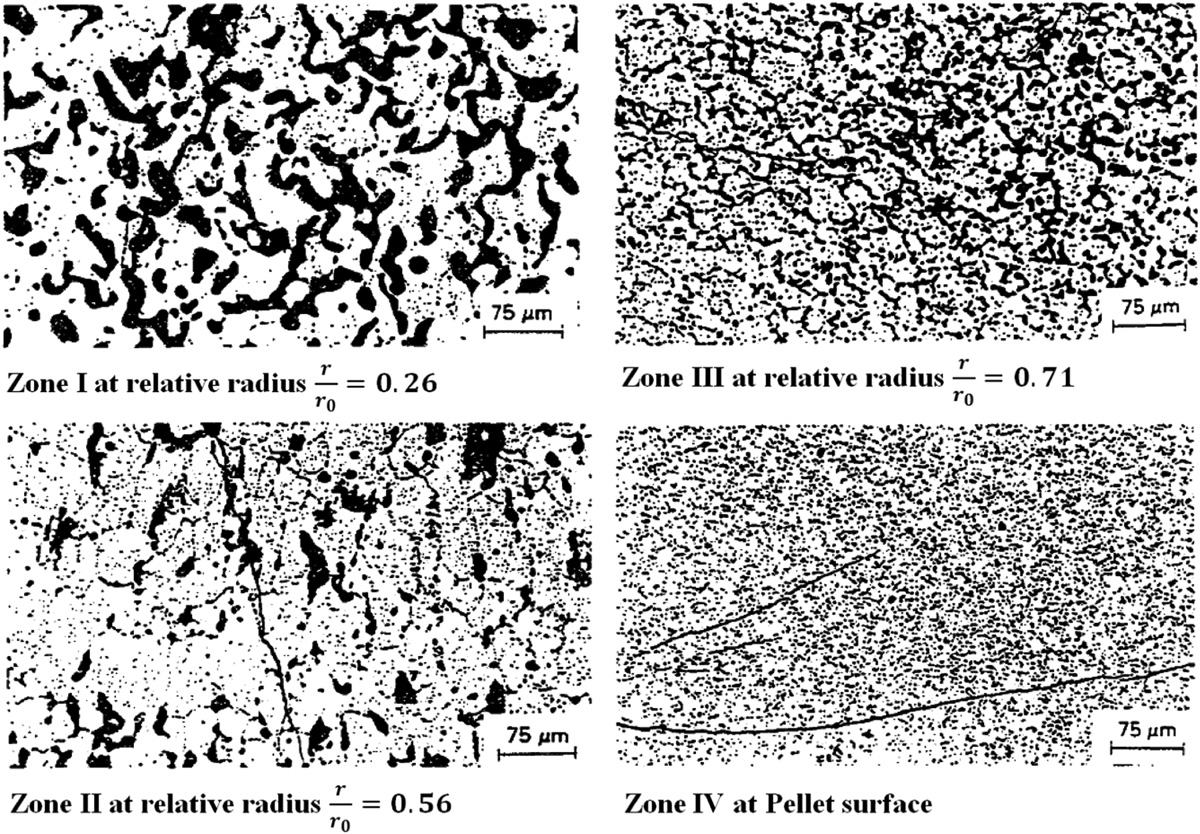 75 µm
75 µm
Zone I at relative radius r/r₀ = 0.26
Zone III at relative radius r/r₀ = 0.71
75 µm
75 µm
Zone II at relative radius r/r₀ = 0.56
Zone IV at Pellet surface